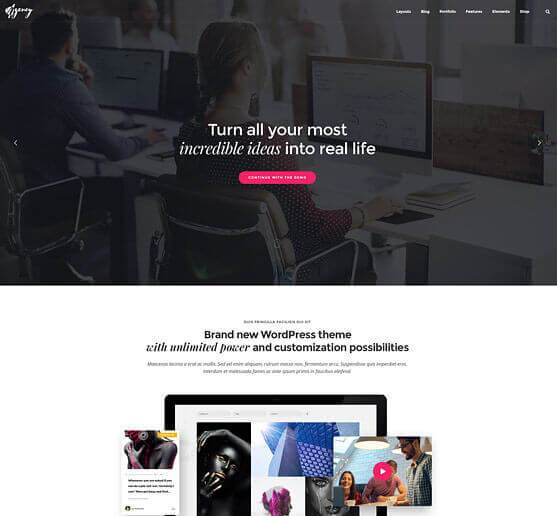 Agency
Layouts Blog Portfolio Features Elements Shop
Turn all your most
incredible ideas into real life
CONTINUE WITH THE DEMO
DUIS FRINGILLA FACILISIS DUI SIT
Brand new WordPress theme
with unlimited power and customization possibilities
Maecenas lacinia a erat ac mollis. Sed vel enim aliquam, rutrum massa non, fermentum arcu. Suspendisse quis imperdiet eros,
Interdum et malesuada fames ac ante ipsum primis in faucibus eleifend